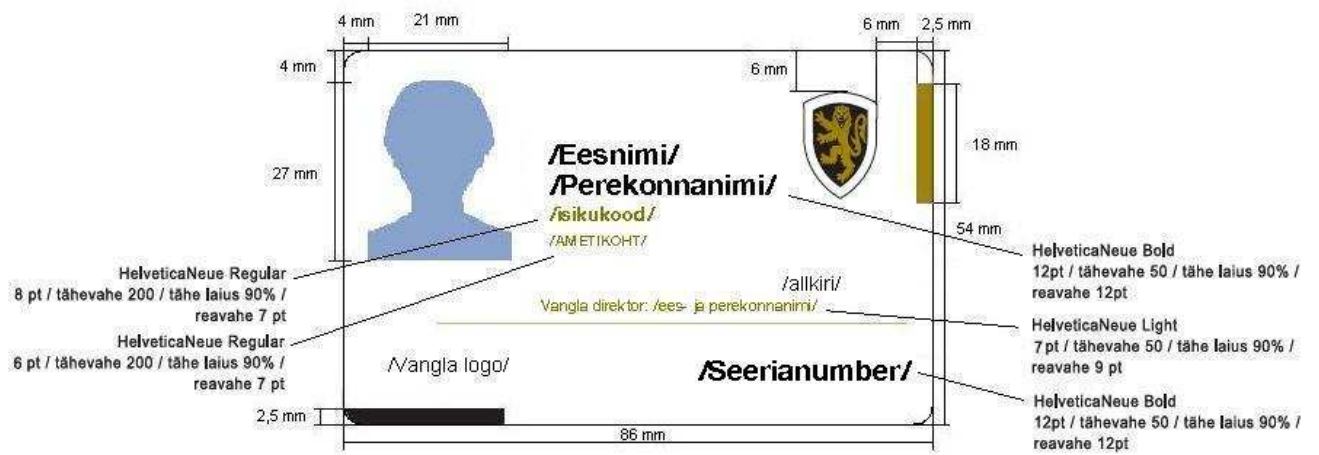 4 mm
21 mm
6 mm
2,5 mm
4 mm
6 mm
27 mm
18 mm
/Eesnimi/
/Perekonnanimi/
/isikukood/
/AMETIKOHT/
54 mm
HelveticaNeue Regular
8 pt / tähevahe 200 / tähe laius 90% /
reavahe 7 pt
HelveticaNeue Regular
6 pt / tähevahe 200 / tähe laius 90% /
reavahe 7 pt
/allkiri/
Vangla direktor: /ees- ja perekonnanimi/
HelveticaNeue Bold
12pt / tähevahe 50 / tähe laius 90% /
reavahe 12pt
HelveticaNeue Light
7pt / tähevahe 50 / tähe laius 90% /
reavahe 9 pt
/Vangla logo/
/Seerianumber/
HelveticaNeue Bold
12pt / tähevahe 50 / tähe laius 90% /
reavahe 12pt
2,5 mm
86 mm